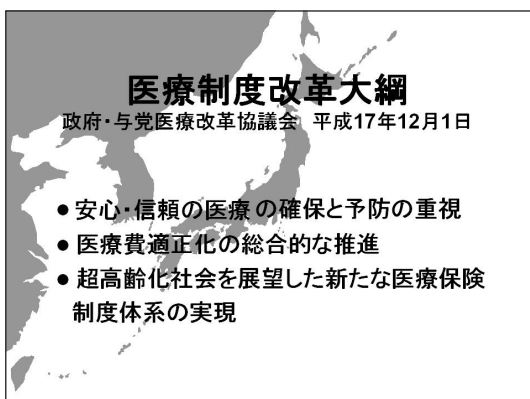 医療制度改革大綱
政府・与党医療改革協議会 平成17年12月1日
● 安心・信頼の医療の確保と予防の重視
● 医療費適正化の総合的な推進
● 超高齢化社会を展望した新たな医療保険
制度体系の実現